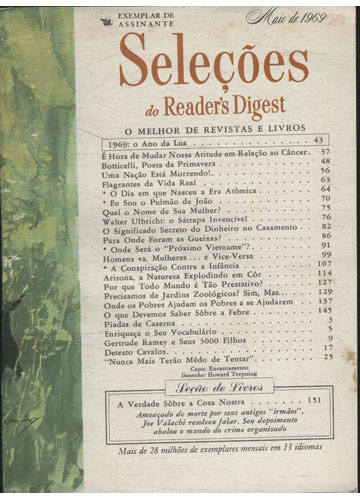 EXEMPLAR DE
ASSINANTE
Maio de 1969
Seleções
do Reader's Digest
O MELHOR DE REVISTAS E LIVROS
1969: o Ano da Lua . . . . . . . . . . . . . 43
É Hora de Mudar Nossa Atitude em Relação ao Câncer. 37
Botticelli, Poeta da Primavera . . . . . . . . . 48
Uma Nação Está Morrendo!. . . . . . . . . . 56
Flagrantes da Vida Real . . . . . . . . . . 63
* O Dia em que Nasceu a Era Atômica . . . . . 64
* Eu Sou o Pulmão de João . . . . . . . . . 70
Qual o Nome de Sua Mulher? . . . . . . . . 75
Walter Ulbricht: o Sátrapa Invencível . . . . . 76
O Significado Secreto do Dinheiro no Casamento . 82
Para Onde Foram as Gueixas? . . . . . . . . 86
* Onde Será o "Próximo Vietname"? . . . . . . 91
Homens vs. Mulheres... e Vice-Versa . . . . . 99
* A Conspiração Contra a Infância . . . . . . 107
Arizona, a Natureza Explodindo em Côr . . . . 114
Por que Todo Mundo é Tão Prestativo? . . . . 127
Precisamos de Jardins Zoológicos? Sim, Mas... 129
Onde os Pobres Ajudam os Pobres a se Ajudarem 137
O que Devemos Saber Sôbre a Febre . . . . . 145
Piadas de Caserna . . . . . . . . . . . . 3
Enriqueça o Seu Vocabulário . . . . . . . . 5
Gertrude Ramey e Seus 3000 Filhos . . . . . . 9
Detesto Cavalos. . . . . . . . . . . . . 17
"Nunca Mais Terão Mêdo de Tentar". . . . . . 25
Capa: Encantamento
Desenho: Howard Terpning
Seção de Livros
A Verdade Sôbre a Cosa Nostra . . . . . . . 151
Ameaçado de morte por seus antigos "irmãos",
Joe Valachi resolveu falar. Seu depoimento
abalou o mundo do crime organizado
Mais de 28 milhões de exemplares mensais em 13 idiomas